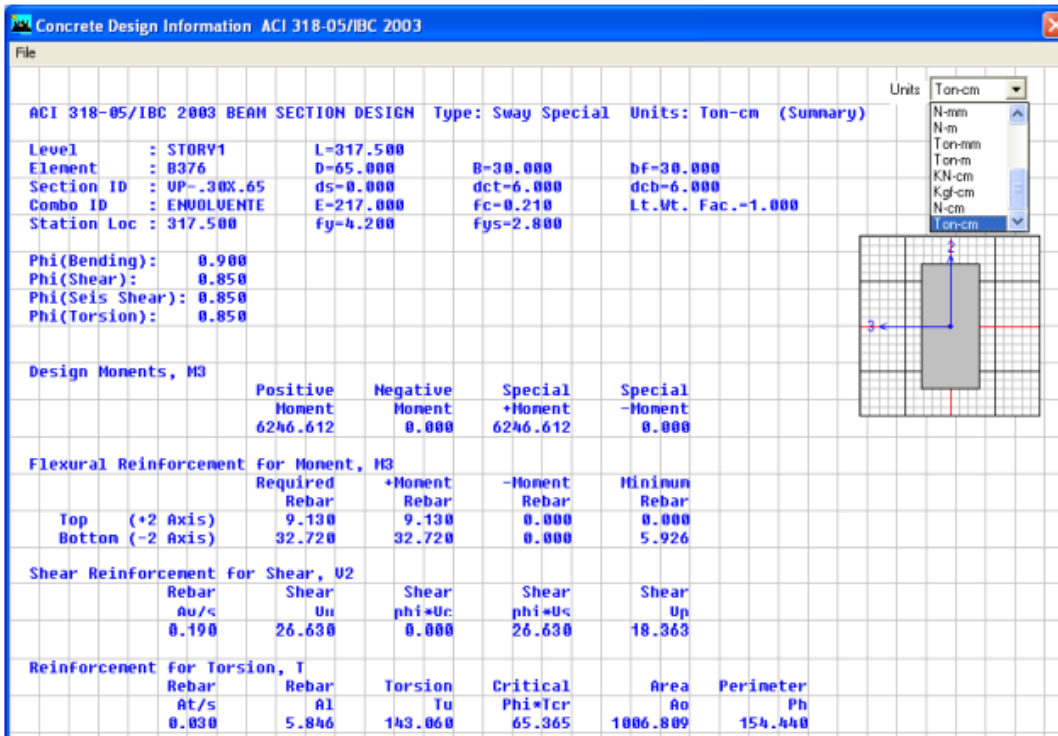 Concrete Design Information ACI 318-05/IBC 2003
File
Units Ton-cm
N-mm
N-m
Ton-mm
Ton-m
KN-cm
Kgf-cm
N-cm
Ton-cm
ACI 318-05/IBC 2003 BEAM SECTION DESIGN Type: Sway Special Units: Ton-cm (Summary)
Level : STORY1 L=317.500
Element : B376 D=65.000 B=30.000 bf=30.000
Section ID : VP-.30X.65 ds=0.000 dct=6.000 dcb=6.000
Combo ID : ENVOLVENTE E=217.000 fc=0.210 Lt.Wt. Fac.=1.000
Station Loc : 317.500 fy=4.200 fys=2.800
Phi(Bending): 0.900
Phi(Shear): 0.850
Phi(Seis Shear): 0.850
Phi(Torsion): 0.850
2
3
Design Moments, M3
Positive Negative Special Special
Moment Moment +Moment -Moment
6246.612 0.000 6246.612 0.000
Flexural Reinforcement for Moment, M3
Required +Moment -Moment Minimum
Rebar Rebar Rebar Rebar
Top (+2 Axis) 9.130 9.130 0.000 0.000
Bottom (-2 Axis) 32.720 32.720 0.000 5.926
Shear Reinforcement for Shear, V2
Rebar Shear Shear Shear Shear
Av/s Vu phi*Vc phi*Vs Vp
0.190 26.630 0.000 26.630 18.363
Reinforcement for Torsion, T
Rebar Rebar Torsion Critical Area Perimeter
At/s Al Tu Phi*Tcr Ao Ph
0.030 5.846 143.060 65.365 1006.809 154.440